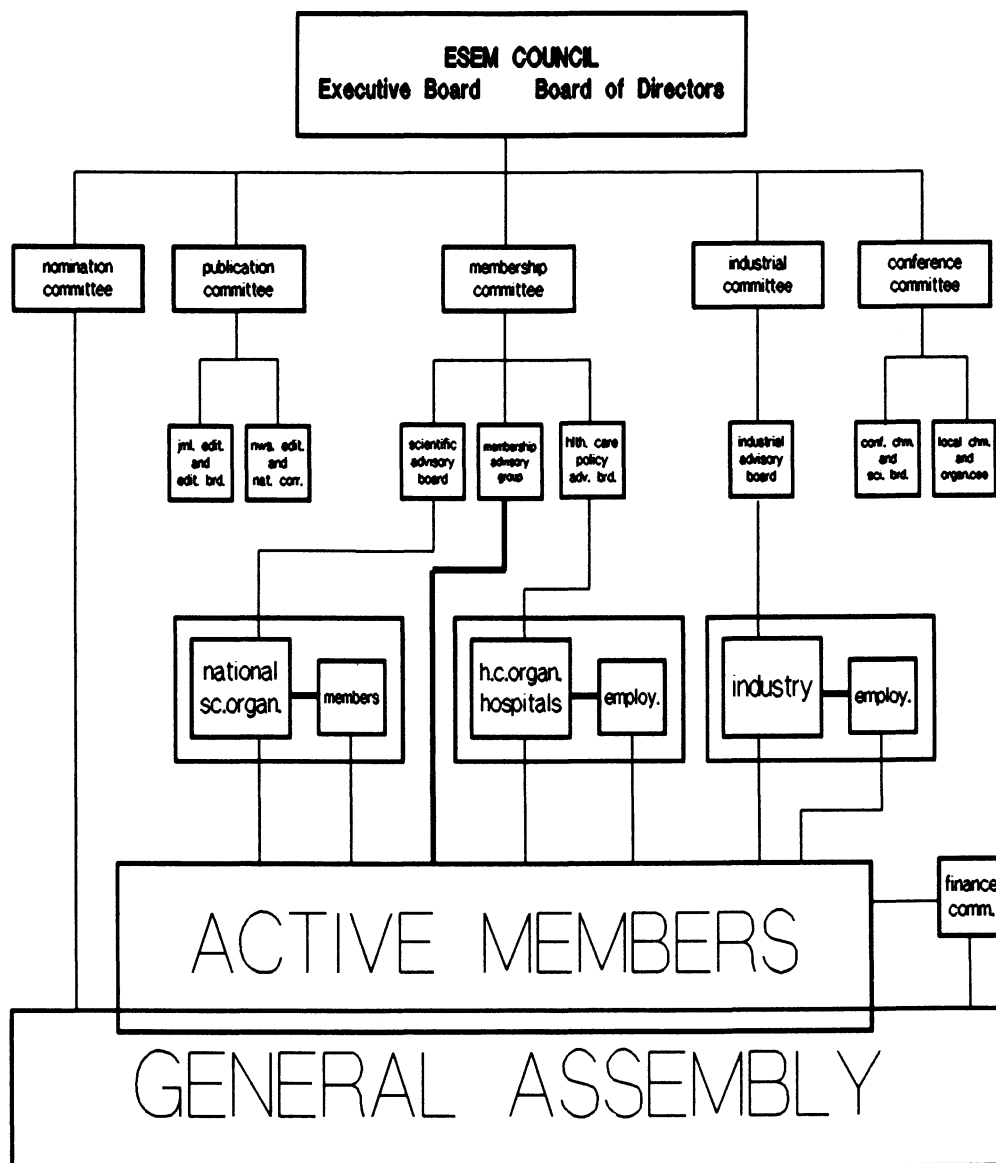 ESEM COUNCIL
Executive Board Board of Directors
nomination
committee
publication
committee
membership
committee
industrial
committee
conference
committee
jrnl. edit.
and
edit. brd.
nws. edit.
and
nat. corr.
scientific
advisory
board
membership
advisory
group
hlth. care
policy
adv. brd.
industrial
advisory
board
conf. chm.
and
sci. brd.
local chm.
and
organ.cee
national
sc.organ.
members
h.c.organ.
hospitals
employ.
industry
employ.
ACTIVE MEMBERS
finance
comm.
GENERAL ASSEMBLY